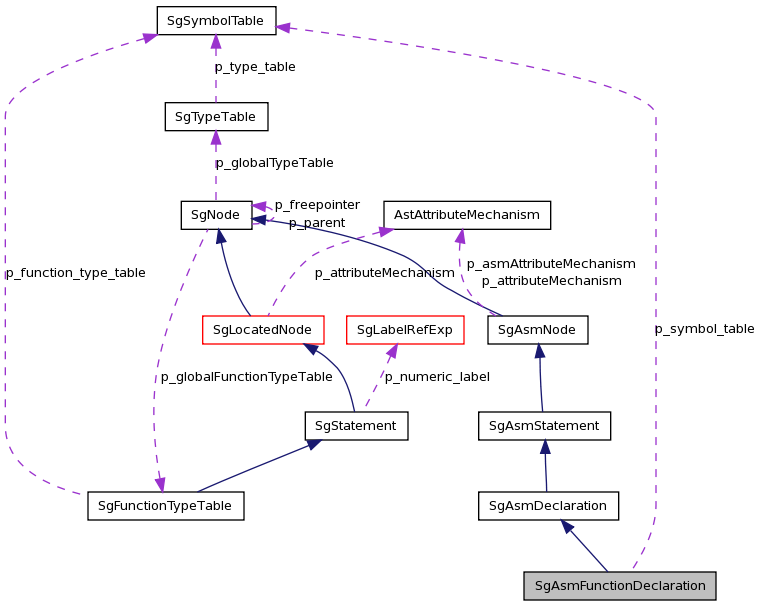 SgSymbolTable
p_type_table
SgTypeTable
p_globalTypeTable
p_freepointer
p_parent
SgNode
AstAttributeMechanism
p_function_type_table
p_attributeMechanism
p_asmAttributeMechanism
p_attributeMechanism
p_symbol_table
SgLocatedNode
SgLabelRefExp
SgAsmNode
p_globalFunctionTypeTable
p_numeric_label
SgStatement
SgAsmStatement
SgFunctionTypeTable
SgAsmDeclaration
SgAsmFunctionDeclaration